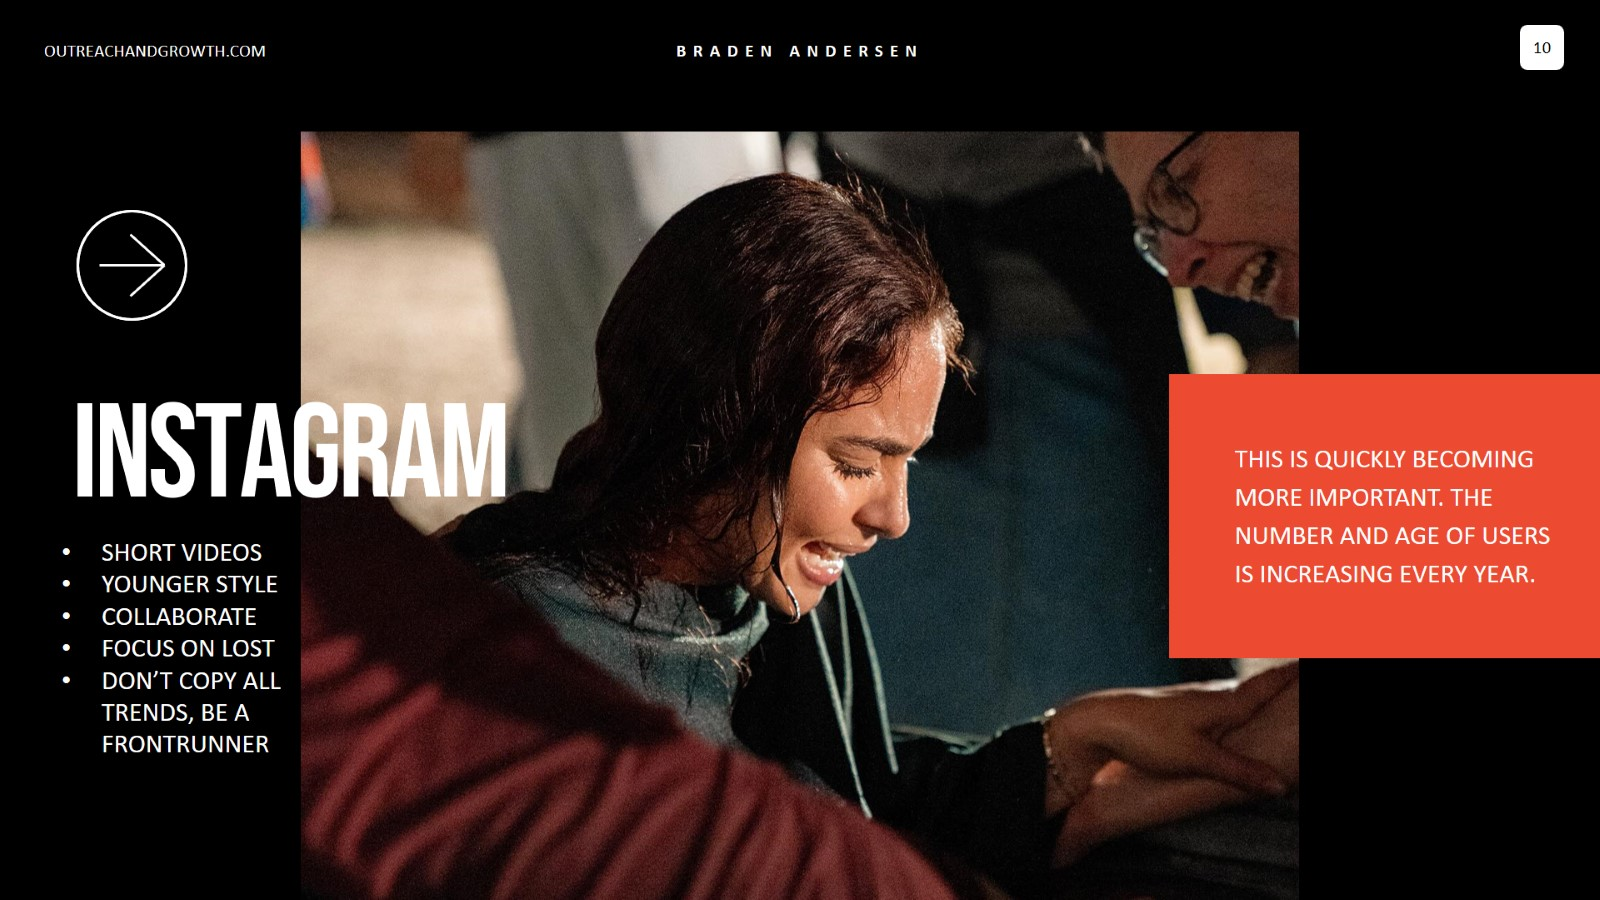 OUTREACHANDGROWTH.COM
BRADEN ANDERSEN
10
INSTAGRAM
• SHORT VIDEOS
• YOUNGER STYLE
• COLLABORATE
• FOCUS ON LOST
• DON’T COPY ALL
TRENDS, BE A
FRONTRUNNER
THIS IS QUICKLY BECOMING
MORE IMPORTANT. THE
NUMBER AND AGE OF USERS
IS INCREASING EVERY YEAR.